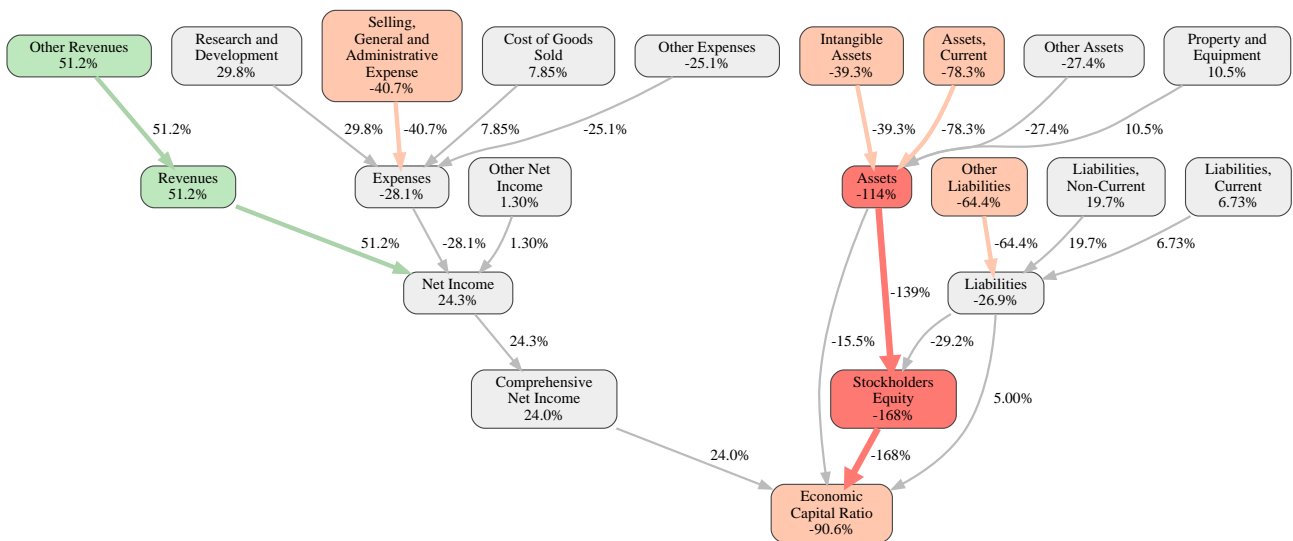 Other Revenues
51.2%
Research and
Development
29.8%
Selling,
General and
Administrative
Expense
-40.7%
Cost of Goods
Sold
7.85%
Other Expenses
-25.1%
Intangible
Assets
-39.3%
Assets,
Current
-78.3%
Other Assets
-27.4%
Property and
Equipment
10.5%
51.2%
29.8%
-40.7%
7.85%
-25.1%
-39.3%
-78.3%
-27.4%
10.5%
Revenues
51.2%
Expenses
-28.1%
Other Net
Income
1.30%
Assets
-114%
Other
Liabilities
-64.4%
Liabilities,
Non-Current
19.7%
Liabilities,
Current
6.73%
51.2%
-28.1%
1.30%
-64.4%
19.7%
6.73%
Net Income
24.3%
-139%
Liabilities
-26.9%
24.3%
-15.5%
-29.2%
Comprehensive
Net Income
24.0%
Stockholders
Equity
-168%
5.00%
24.0%
-168%
Economic
Capital Ratio
-90.6%